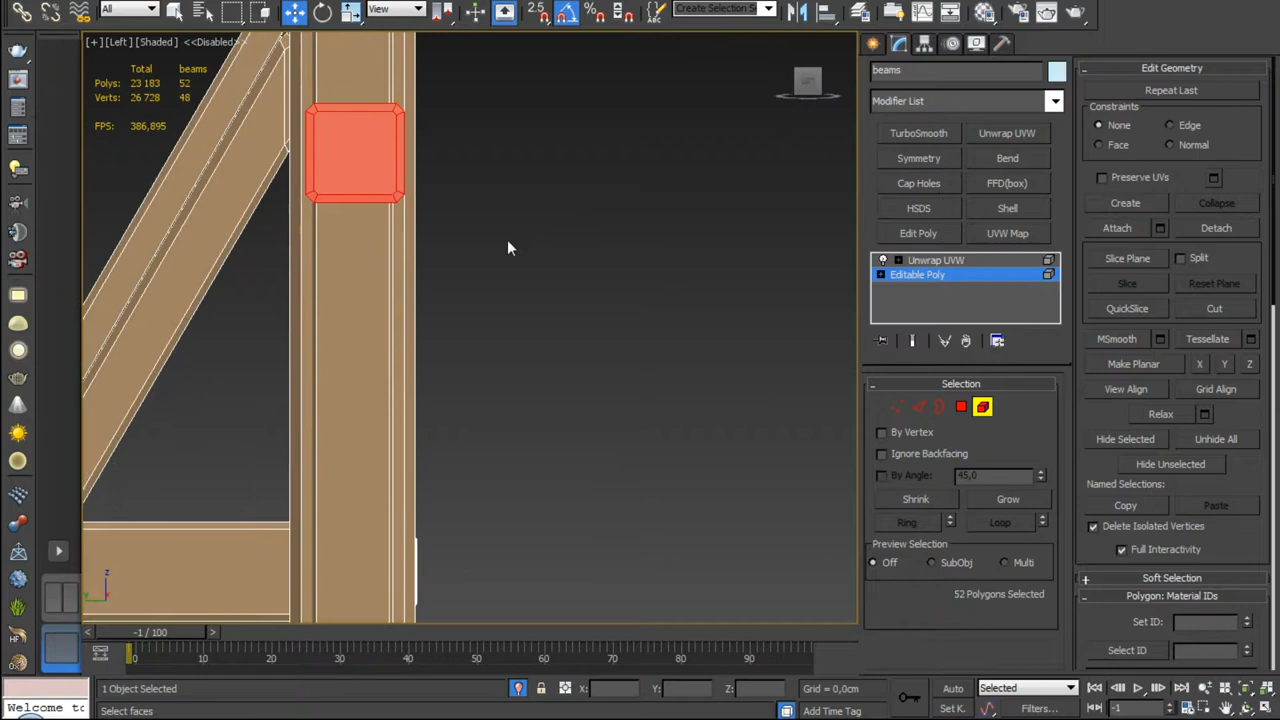 All
View
2.5
Create Selection Se
[+] [Left] [Shaded] <<Disabled>>
Total beams
Polys: 23 183 52
Verts: 26 728 48
FPS: 386,895
beams
Modifier List
TurboSmooth Unwrap UVW
Symmetry Bend
Cap Holes FFD(box)
HSDS Shell
Edit Poly UVW Map
Unwrap UVW
Editable Poly
- Selection
By Vertex
Ignore Backfacing
By Angle: 45,0
Shrink Grow
Ring Loop
Preview Selection
Off SubObj Multi
52 Polygons Selected
- Edit Geometry
Repeat Last
Constraints
None Edge
Face Normal
Preserve UVs
Create Collapse
Attach Detach
Slice Plane Split
Slice Reset Plane
QuickSlice Cut
MSmooth Tessellate
Make Planar X Y Z
View Align Grid Align
Relax
Hide Selected Unhide All
Hide Unselected
Named Selections:
Copy Paste
Delete Isolated Vertices
Full Interactivity
+ Soft Selection
- Polygon: Material IDs
Set ID:
Select ID
z
y x
< -1 / 100 >
0 10 20 30 40 50 60 70 80 90
Welcome to
1 Object Selected
Select faces
X: Y: Z:
Grid = 0,0cm
Add Time Tag
Auto Selected
Set K. Filters...
-1